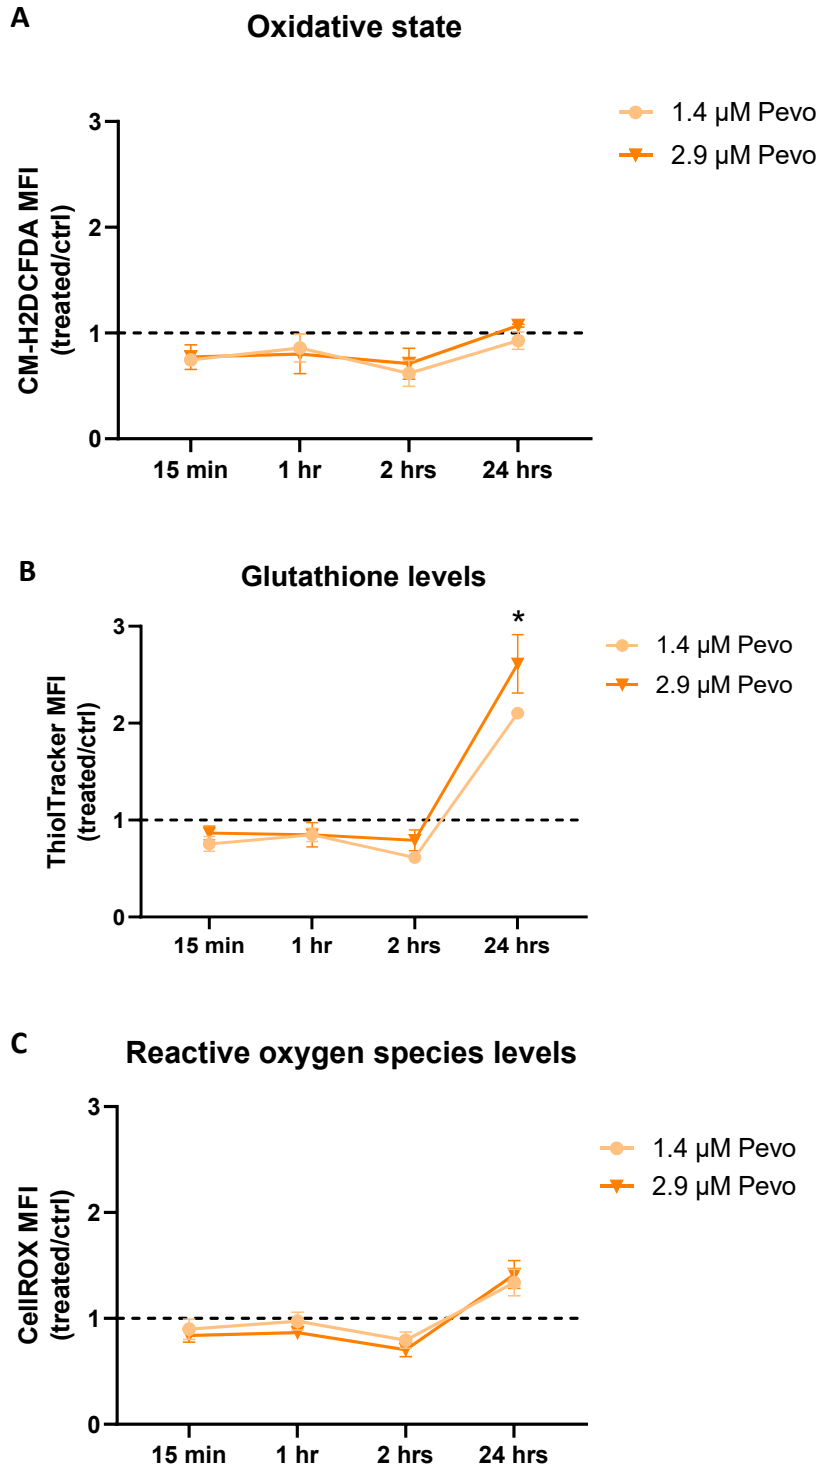 A
Oxidative state
1.4 µM Pevo
2.9 µM Pevo
CM-H2DCFDA MFI
(treated/ctrl)
3
2
1
0
15 min 1 hr 2 hrs 24 hrs
B
Glutathione levels
*
1.4 µM Pevo
2.9 µM Pevo
ThiolTracker MFI
(treated/ctrl)
3
2
1
0
15 min 1 hr 2 hrs 24 hrs
C
Reactive oxygen species levels
1.4 µM Pevo
2.9 µM Pevo
CellROX MFI
(treated/ctrl)
3
2
1
0
15 min 1 hr 2 hrs 24 hrs